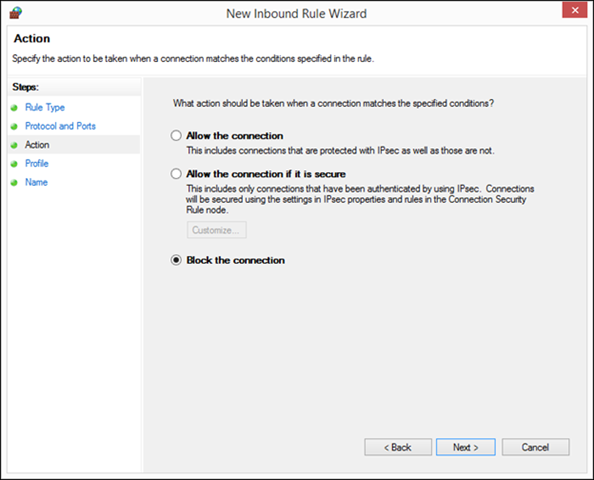 New Inbound Rule Wizard
Action
Specify the action to be taken when a connection matches the conditions specified in the rule.
Steps:
Rule Type
Protocol and Ports
Action
Profile
Name
What action should be taken when a connection matches the specified conditions?
Allow the connection
This includes connections that are protected with IPsec as well as those are not.
Allow the connection if it is secure
This includes only connections that have been authenticated by using IPsec. Connections
will be secured using the settings in IPsec properties and rules in the Connection Security
Rule node.
Customize...
Block the connection
< Back
Next >
Cancel